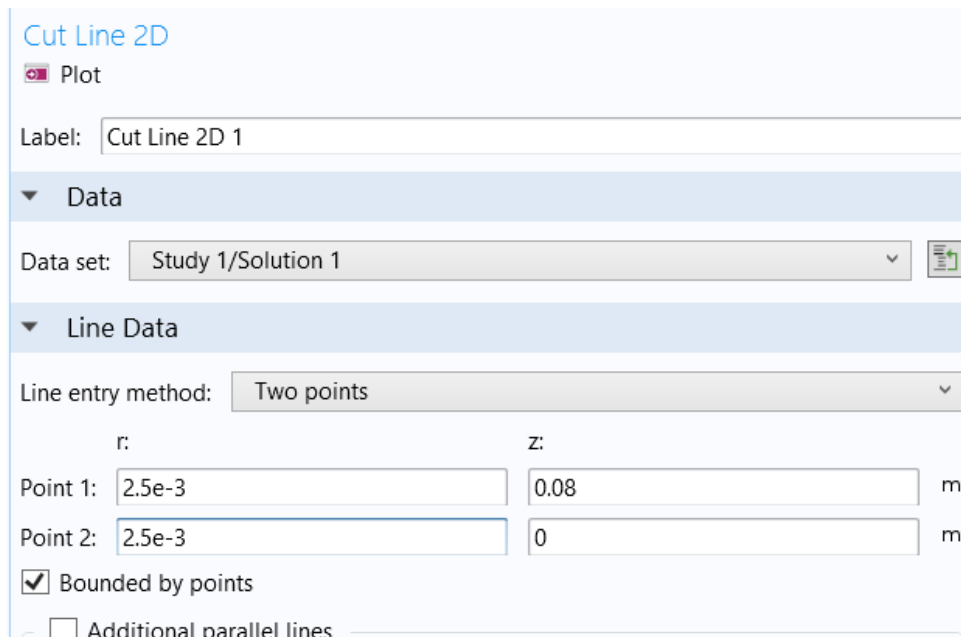 Cut Line 2D
Plot
Label: Cut Line 2D 1
Data
Data set: Study 1/Solution 1
Line Data
Line entry method: Two points
r: z:
Point 1: 2.5e-3 0.08 m
Point 2: 2.5e-3 0 m
Bounded by points
Additional parallel lines